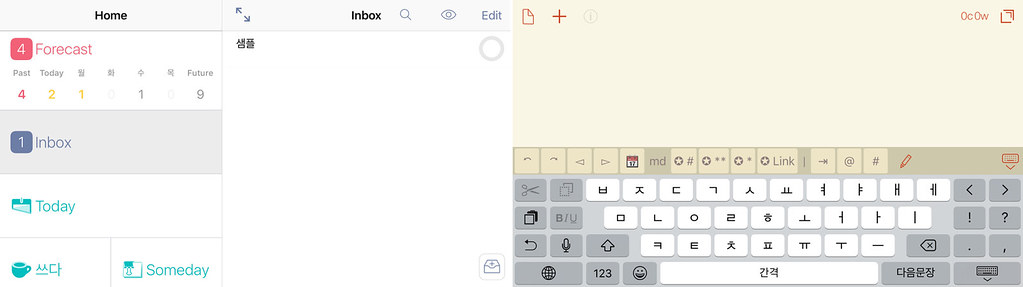 Home
4 Forecast
Past Today 월 화 수 목 Future
4 2 1 0 1 0 9
1 Inbox
Today
쓰다
Someday
Inbox
Edit
샘플
0c0w
md # ** * Link | @ #
ㅂ ㅈ ㄷ ㄱ ㅅ ㅛ ㅕ ㅑ ㅐ ㅔ < >
B/U ㅁ ㄴ ㅇ ㄹ ㅎ ㅗ ㅓ ㅏ ㅣ ! ?
ㅋ ㅌ ㅊ ㅍ ㅠ ㅜ ㅡ . ,
123 간격 다음문장